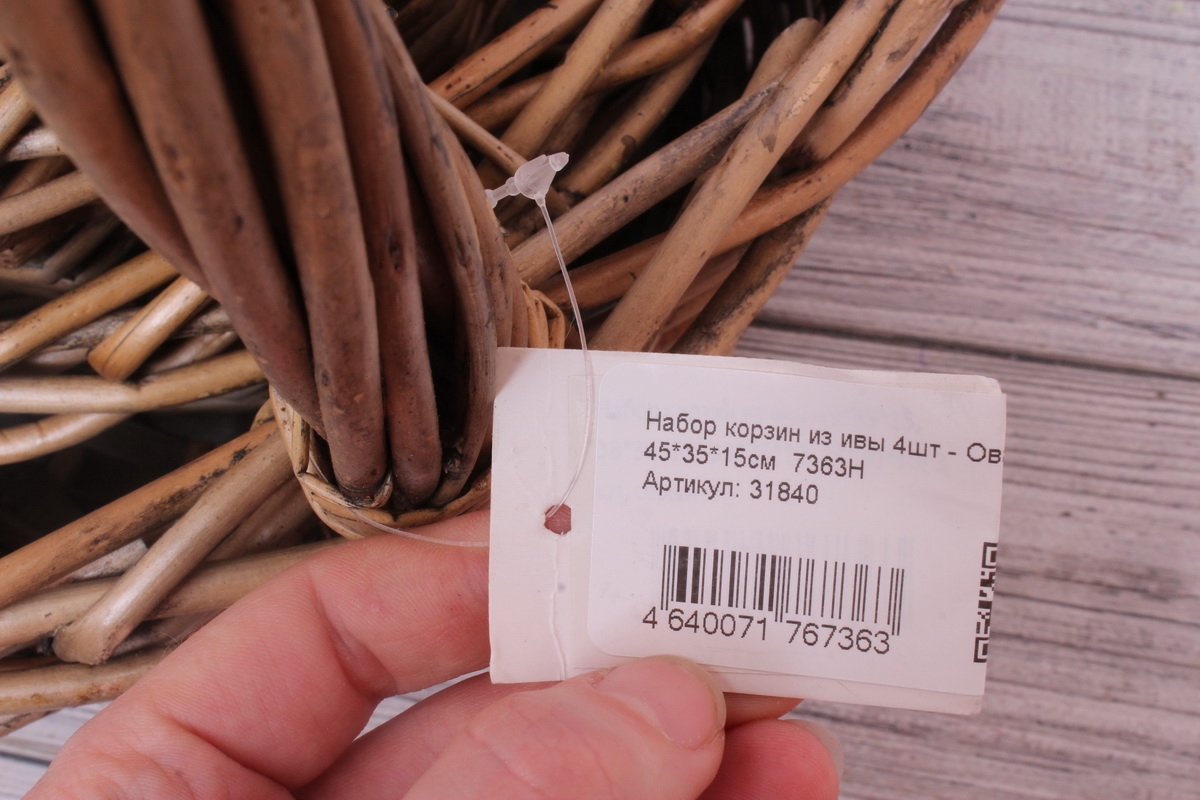 Набор корзин из ивы 4шт - Ов
45*35*15см 7363Н
Артикул: 31840
4 640071 767363